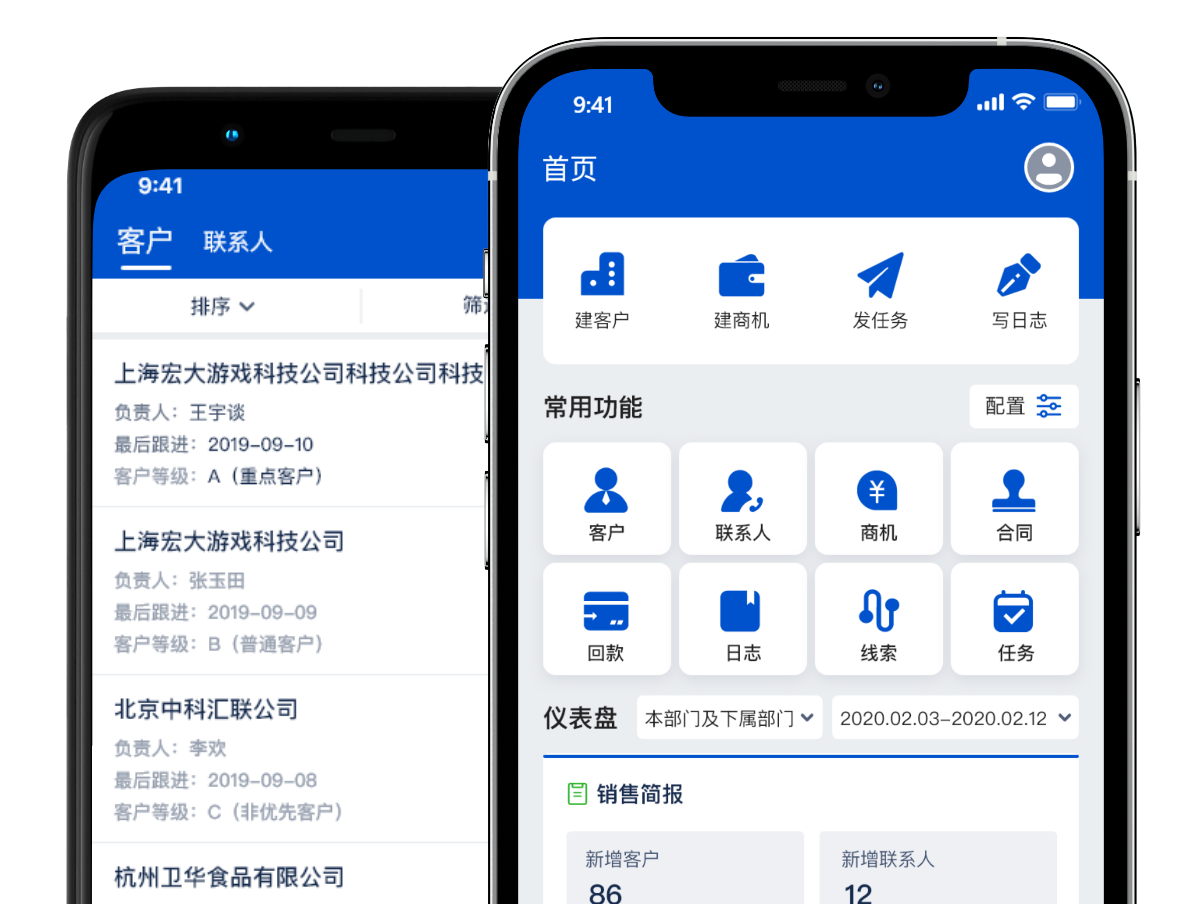 9:41
客户 联系人
排序
上海宏大游戏科技公司科技公司科技
负责人：王宇谈
最后跟进：2019-09-10
客户等级：A（重点客户）
上海宏大游戏科技公司
负责人：张玉田
最后跟进：2019-09-09
客户等级：B（普通客户）
北京中科汇联公司
负责人：李欢
最后跟进：2019-09-08
客户等级：C（非优先客户）
杭州卫华食品有限公司
9:41
首页
建客户 建商机 发任务 写日志
常用功能 配置
客户 联系人 商机 合同
回款 日志 线索 任务
仪表盘 本部门及下属部门 2020.02.03-2020.02.12
销售简报
新增客户 新增联系人
86 12